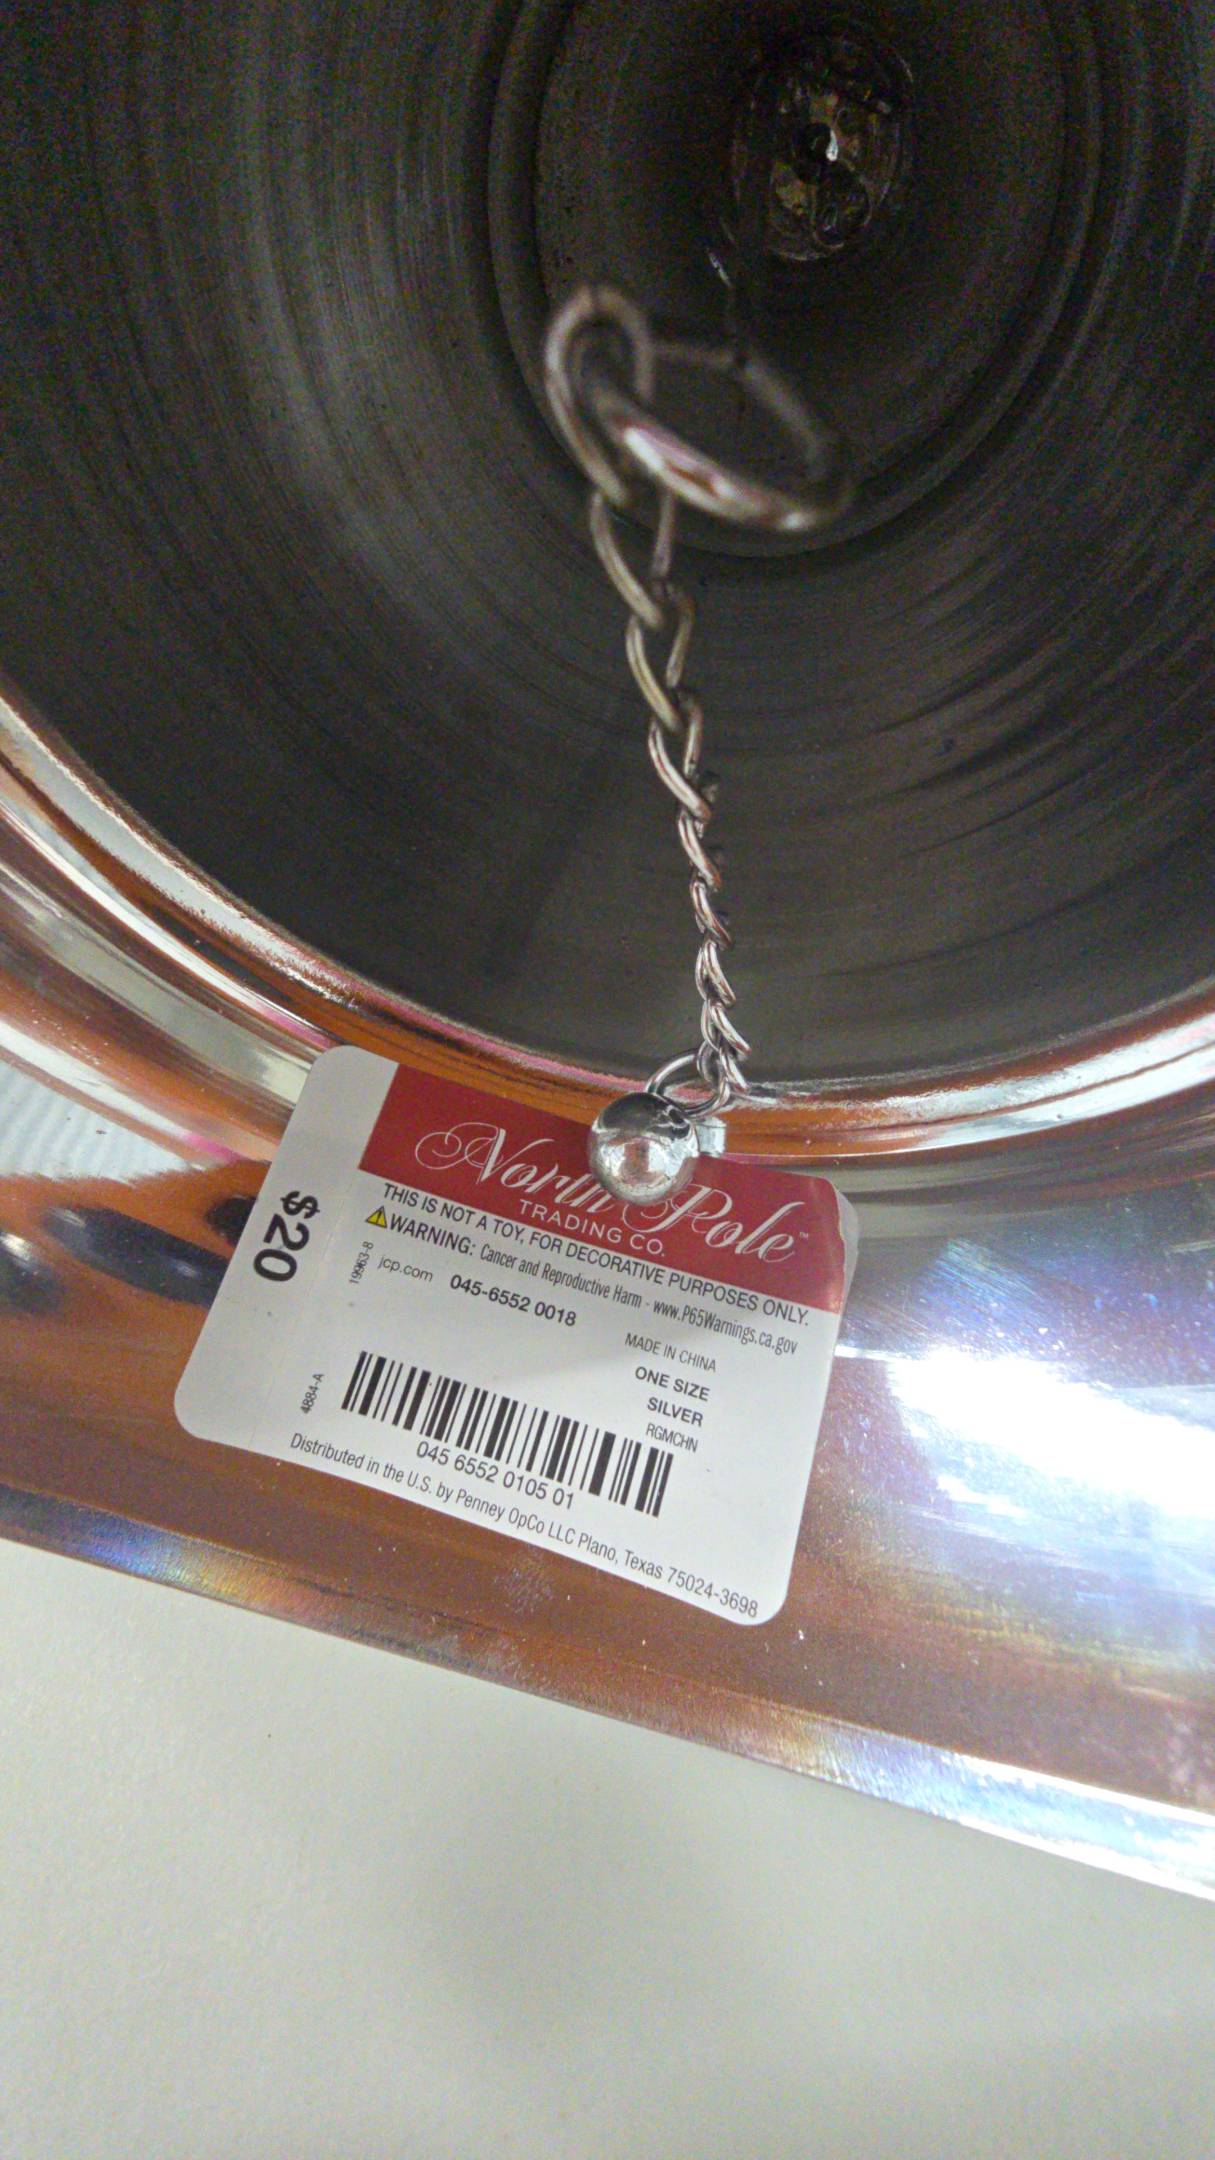 North Pole™
TRADING CO.
THIS IS NOT A TOY, FOR DECORATIVE PURPOSES ONLY.
⚠WARNING: Cancer and Reproductive Harm - www.P65Warnings.ca.gov
19963-8
jcp.com 045-6552 0018
MADE IN CHINA
ONE SIZE
SILVER
RGMCHN
4884-A
045 6552 0105 01
Distributed in the U.S. by Penney OpCo LLC Plano, Texas 75024-3698
$20